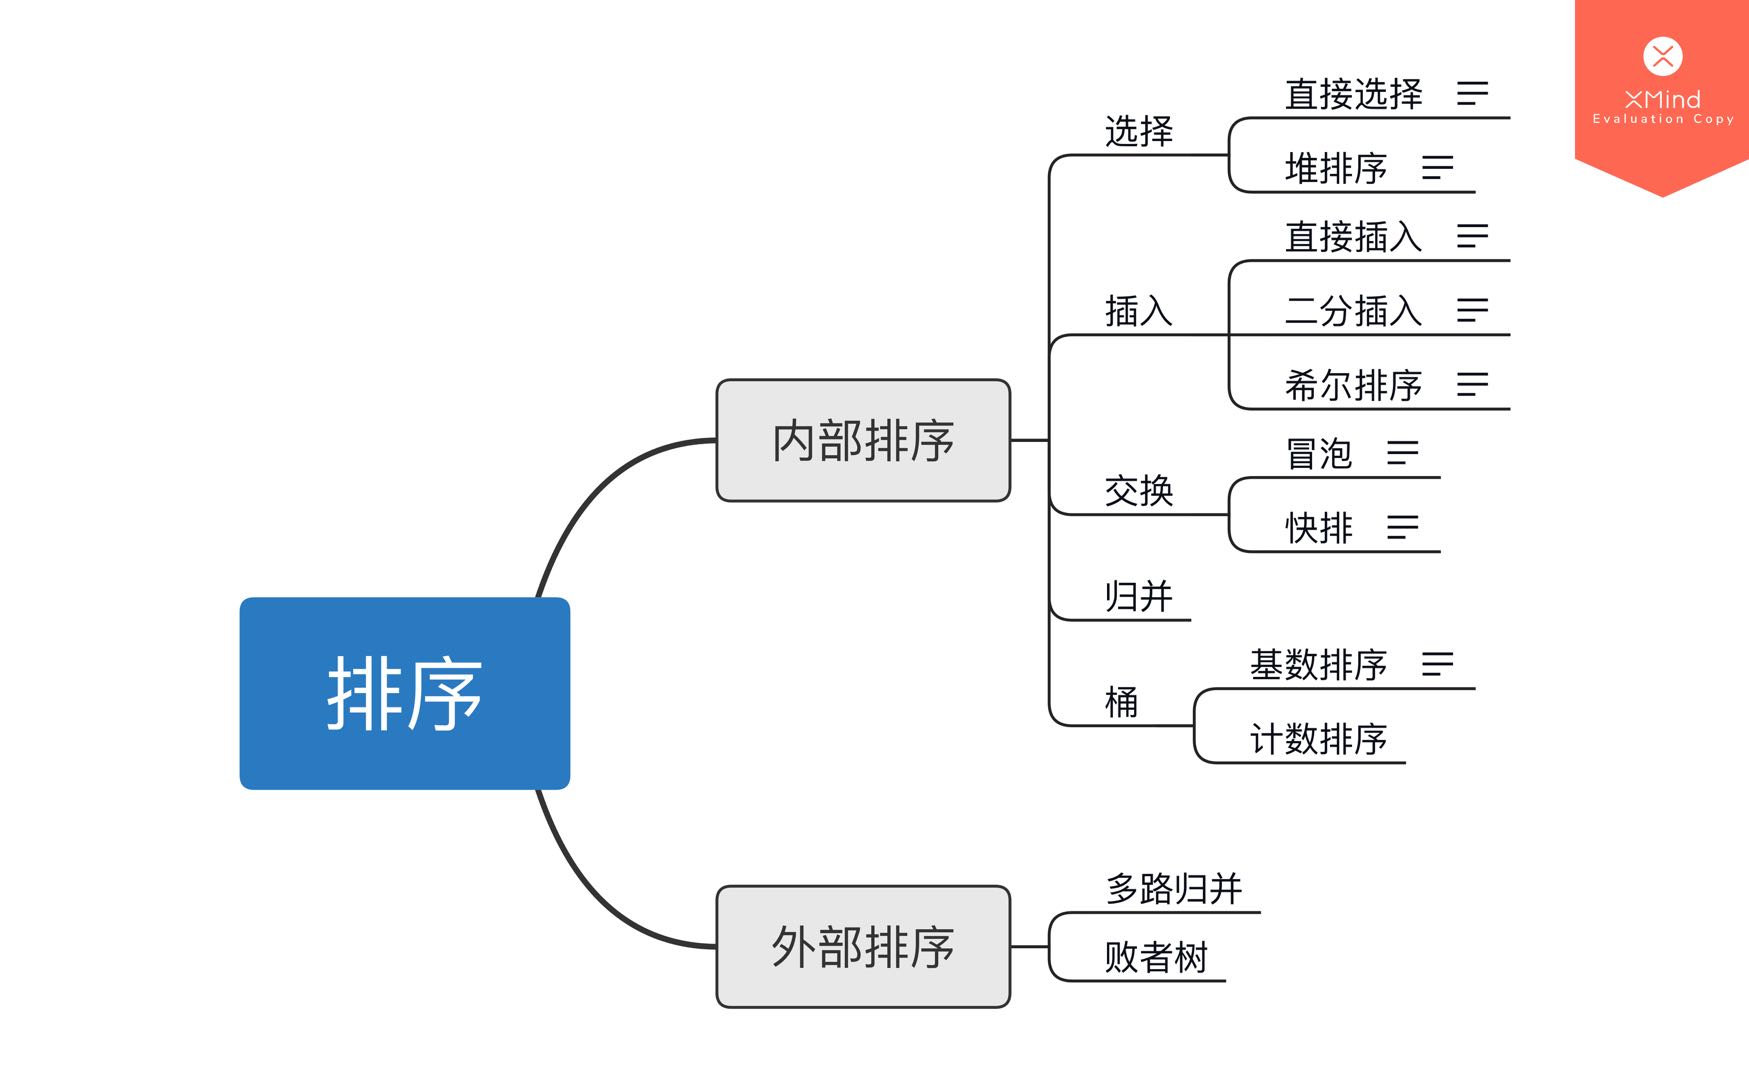 排序
内部排序
选择
直接选择
堆排序
插入
直接插入
二分插入
希尔排序
交换
冒泡
快排
归并
桶
基数排序
计数排序
外部排序
多路归并
败者树
XMind
Evaluation Copy